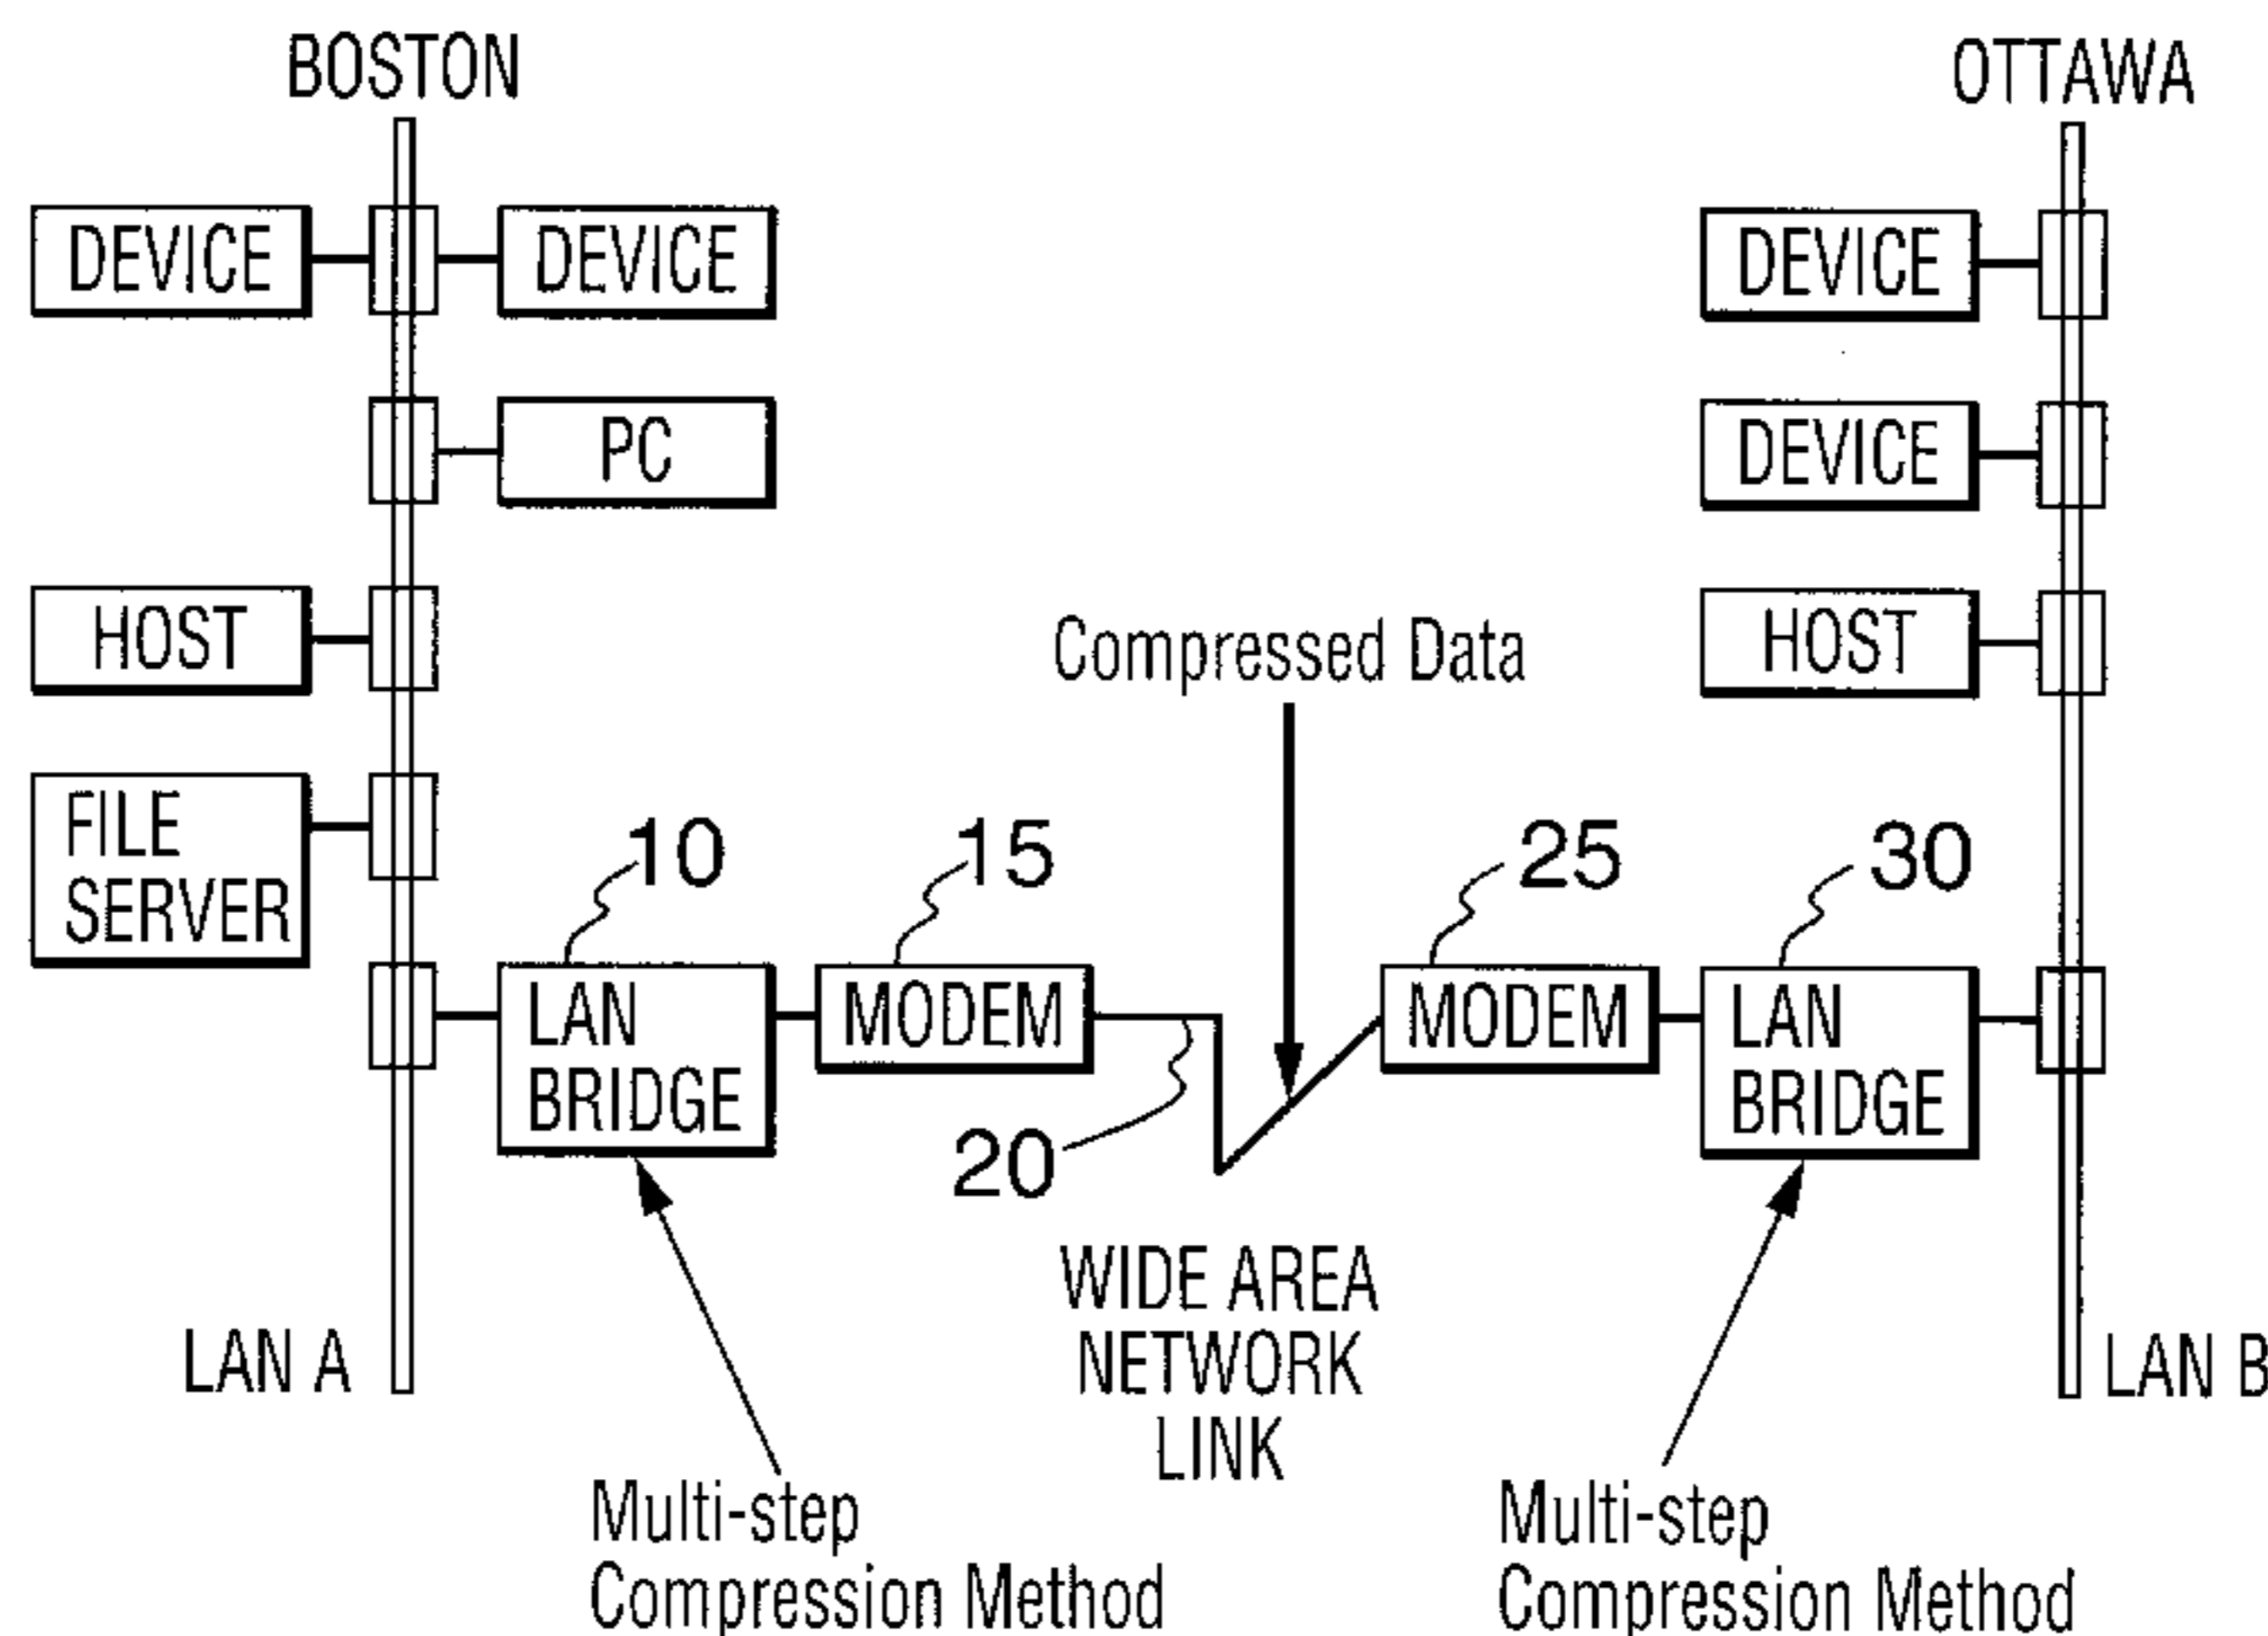 BOSTON
OTTAWA
DEVICE
DEVICE
DEVICE
PC
DEVICE
HOST
Compressed Data
HOST
FILE
SERVER
10
15
25
30
LAN
BRIDGE
MODEM
MODEM
LAN
BRIDGE
20
WIDE AREA
NETWORK
LINK
LAN A
LAN B
Multi-step
Compression Method
Multi-step
Compression Method